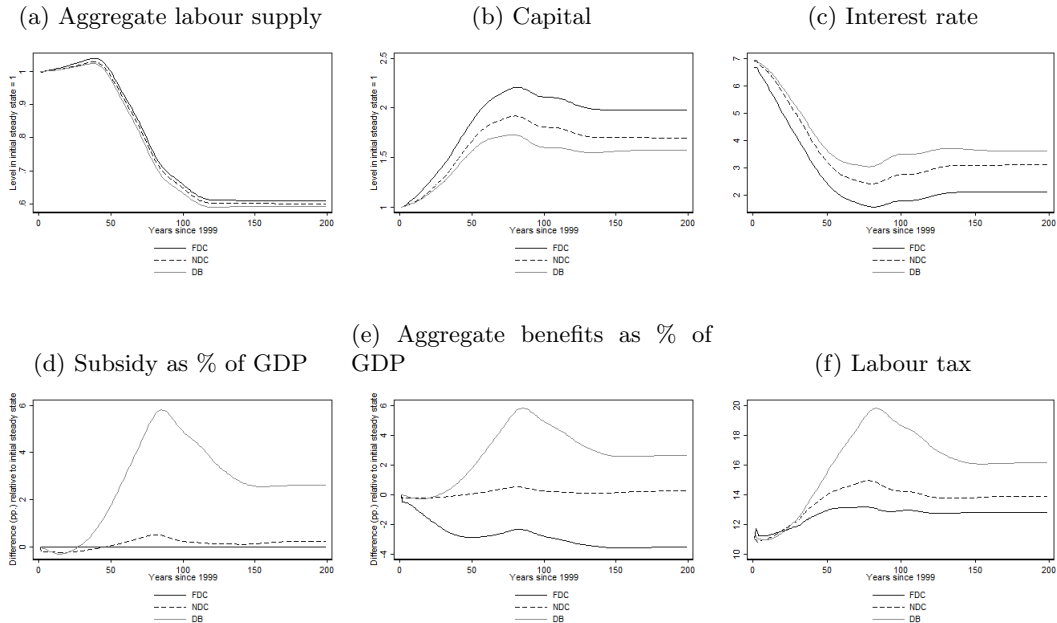 (a) Aggregate labour supply
Level in initial steady state = 1
1
.9
.8
.7
.6
0 50 100 150 200
Years since 1999
FDC
NDC
DB
(b) Capital
Level in initial steady state = 1
2.5
2
1.5
1
0 50 100 150 200
Years since 1999
FDC
NDC
DB
(c) Interest rate
7
6
5
4
3
2
0 50 100 150 200
Years since 1999
FDC
NDC
DB
(d) Subsidy as % of GDP
Difference (pp.) relative to initial steady state
6
4
2
0
0 50 100 150 200
Years since 1999
FDC
NDC
DB
(e) Aggregate benefits as % of
GDP
Difference (pp.) relative to initial steady state
6
4
2
0
-2
-4
0 50 100 150 200
Years since 1999
FDC
NDC
DB
(f) Labour tax
20
18
16
14
12
10
0 50 100 150 200
Years since 1999
FDC
NDC
DB